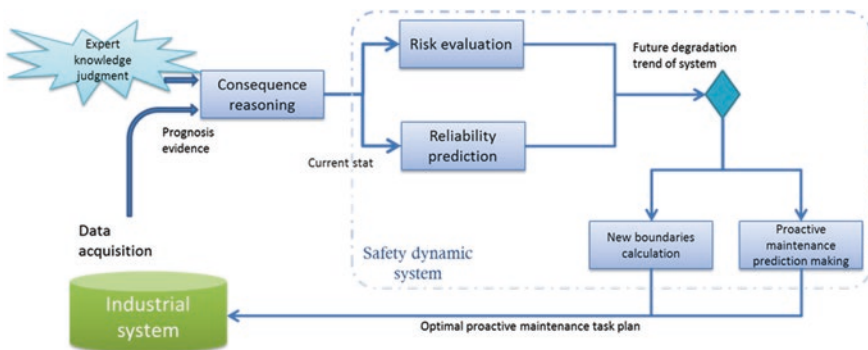 Expert
knowledge
judgment
Consequence
reasoning
Prognosis
evidence
Data
acquisition
Industrial
system
Current stat
Risk evaluation
Reliability
prediction
Future degradation
trend of system
Safety dynamic
system
New boundaries
calculation
Proactive
maintenance
prediction making
Optimal proactive maintenance task plan